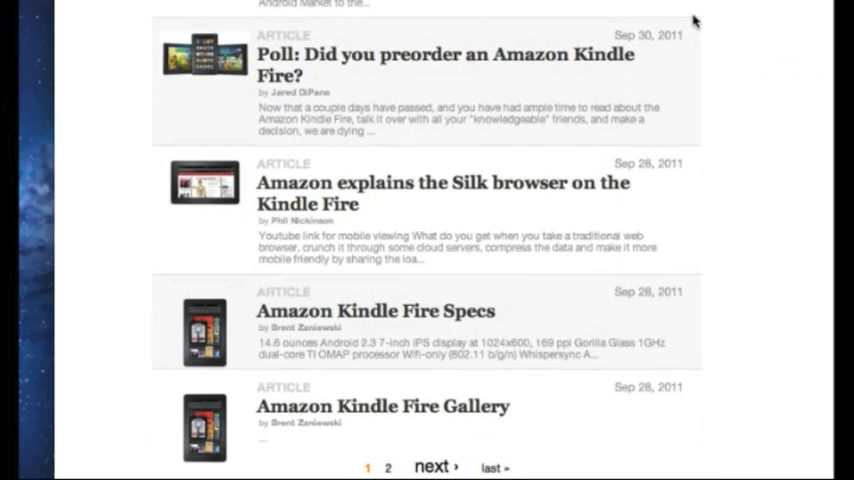 Android Market to the...
ARTICLE
Sep 30, 2011
Poll: Did you preorder an Amazon Kindle
Fire?
by Jared DiPane
Now that a couple days have passed, and you have had ample time to read about the
Amazon Kindle Fire, talk it over with all your "knowledgeable" friends, and make a
decision, we are dying ...
ARTICLE
Sep 28, 2011
Amazon explains the Silk browser on the
Kindle Fire
by Phil Nickinson
Youtube link for mobile viewing What do you get when you take a traditional web
browser, crunch it through some cloud servers, compress the data and make it more
mobile friendly by sharing the loa...
ARTICLE
Sep 28, 2011
Amazon Kindle Fire Specs
by Brent Zaniewski
14.6 ounces Android 2.3 7-inch IPS display at 1024x600, 169 ppi Gorilla Glass 1GHz
dual-core TI OMAP processor Wifi-only (802.11 b/g/n) Whispersync A...
ARTICLE
Sep 28, 2011
Amazon Kindle Fire Gallery
by Brent Zaniewski
...
1 2 next › last »